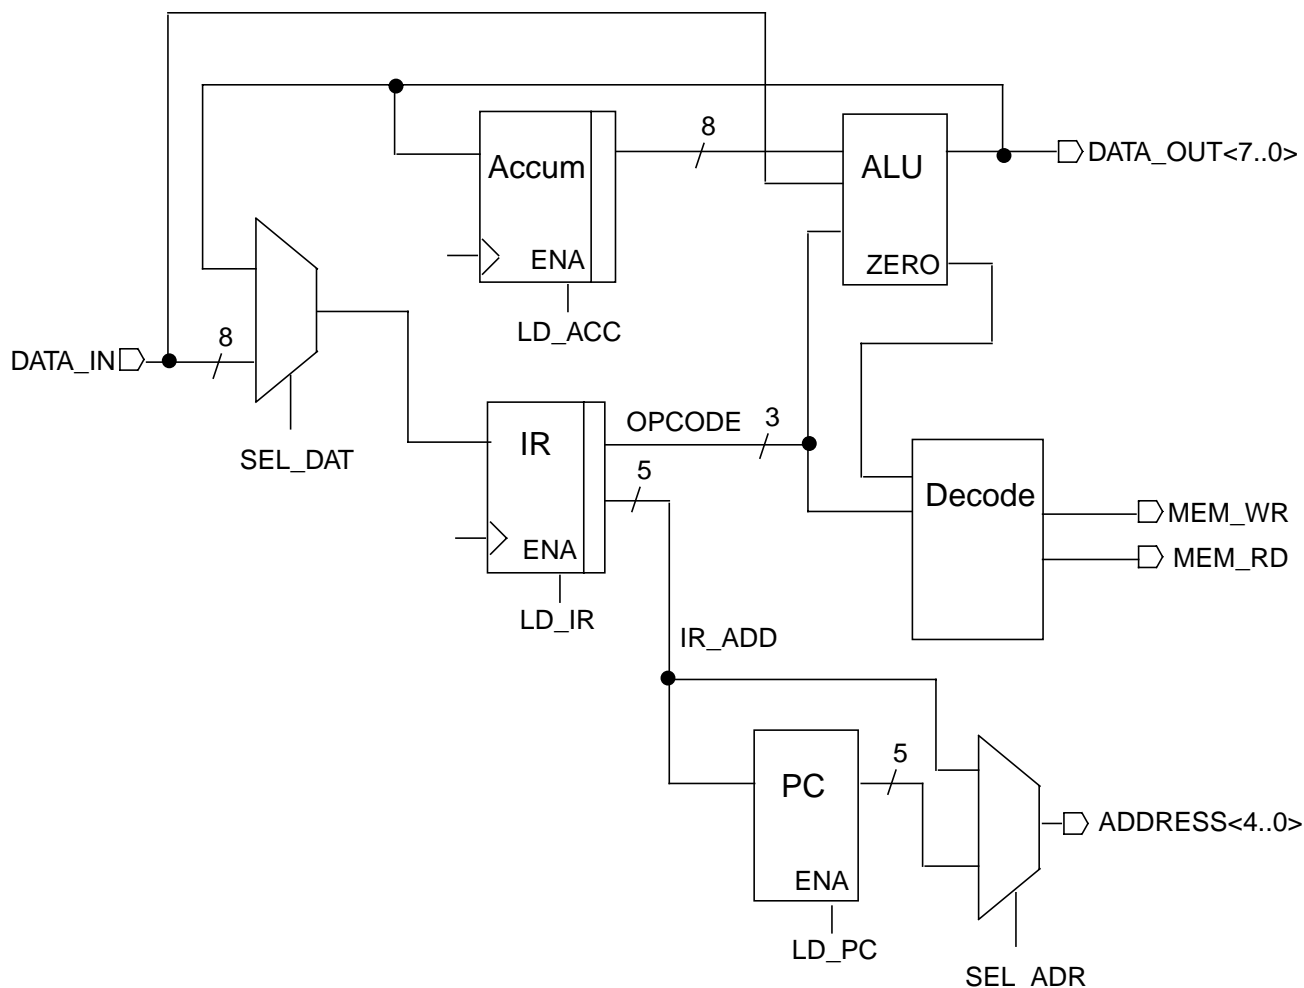 8
DATA_OUT<7..0>
Accum
ALU
ENA
ZERO
LD_ACC
8
DATA_IN
OPCODE
3
IR
SEL_DAT
5
Decode
MEM_WR
ENA
MEM_RD
LD_IR
IR_ADD
5
PC
ADDRESS<4..0>
ENA
LD_PC
SEL_ADR